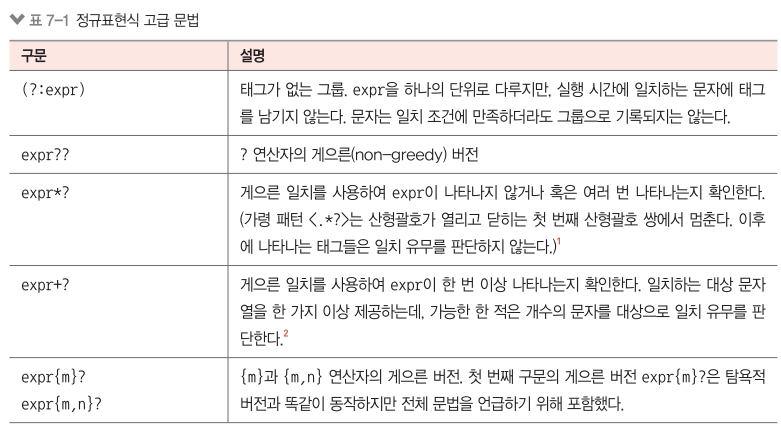 표 7-1 정규표현식 고급 문법
구문 설명
(?:expr) 태그가 없는 그룹. expr을 하나의 단위로 다루지만, 실행 시간에 일치하는 문자에 태그
를 남기지 않는다. 문자는 일치 조건에 만족하더라도 그룹으로 기록되지는 않는다.
expr?? ? 연산자의 게으른(non-greedy) 버전
expr*? 게으른 일치를 사용하여 expr이 나타나지 않거나 혹은 여러 번 나타나는지 확인한다.
(가령 패턴 <.*?>는 산형괄호가 열리고 닫히는 첫 번째 산형괄호 쌍에서 멈춘다. 이후
에 나타나는 태그들은 일치 유무를 판단하지 않는다.)1
expr+? 게으른 일치를 사용하여 expr이 한 번 이상 나타나는지 확인한다. 일치하는 대상 문자
열을 한 가지 이상 제공하는데, 가능한 한 적은 개수의 문자를 대상으로 일치 유무를 판
단한다.2
expr{m}? {m}과 {m,n} 연산자의 게으른 버전. 첫 번째 구문의 게으른 버전 expr{m}?은 탐욕적
expr{m,n}? 버전과 똑같이 동작하지만 전체 문법을 언급하기 위해 포함했다.